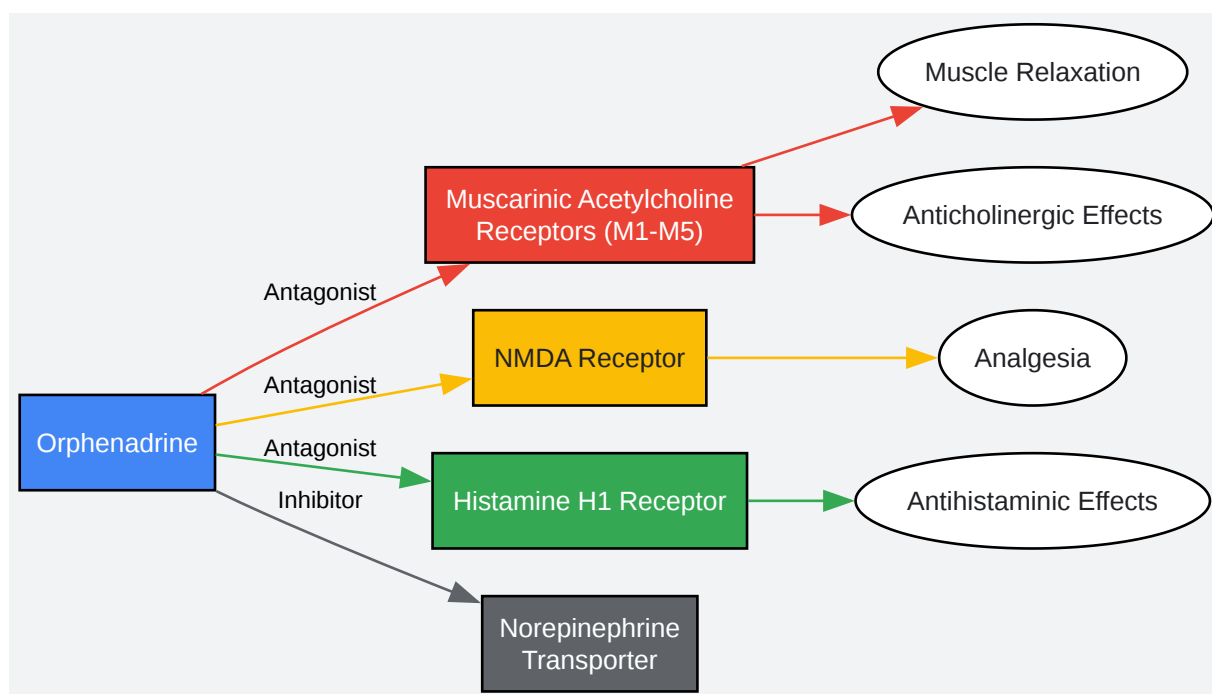 Muscle Relaxation
Muscarinic Acetylcholine
Receptors (M1-M5)
Anticholinergic Effects
Antagonist
NMDA Receptor
Analgesia
Antagonist
Orphenadrine
Antagonist
Histamine H1 Receptor
Antihistaminic Effects
Inhibitor
Norepinephrine
Transporter